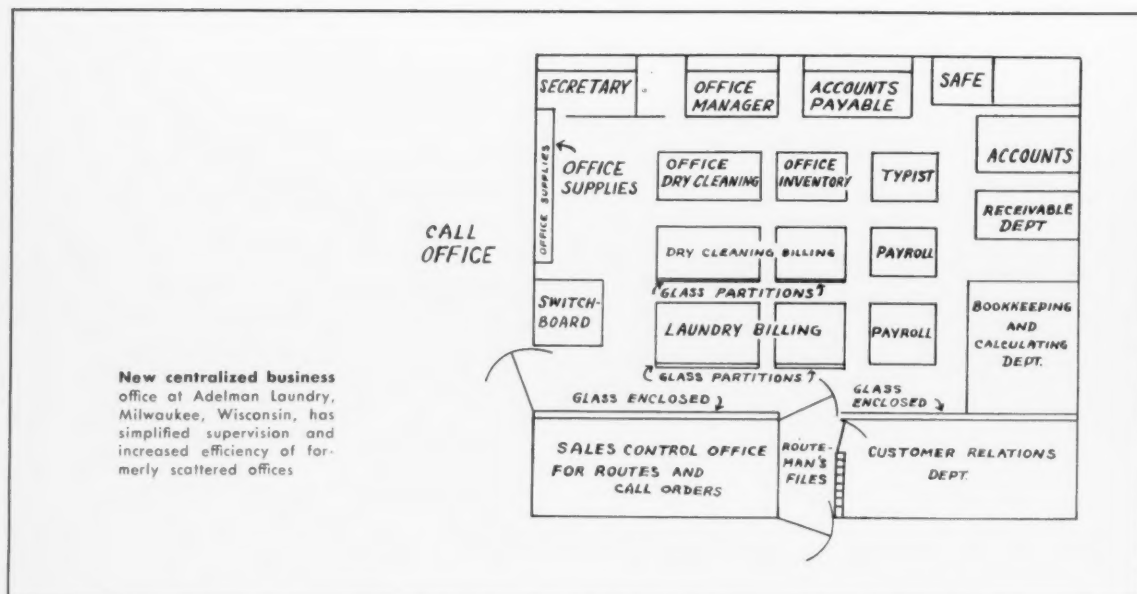 SECRETARY
OFFICE
MANAGER
ACCOUNTS
PAYABLE
SAFE
OFFICE SUPPLIES
OFFICE
SUPPLIES
OFFICE
DRY CLEANING
OFFICE
INVENTORY
TYPIST
ACCOUNTS
RECEIVABLE
DEPT
CALL
OFFICE
DRY CLEANING BILLING
PAYROLL
GLASS PARTITIONS
SWITCH-
BOARD
LAUNDRY BILLING
PAYROLL
BOOKKEEPING
AND
CALCULATING
DEPT.
GLASS PARTITIONS
GLASS ENCLOSED
GLASS
ENCLOSED
New centralized business
office at Adelman Laundry,
Milwaukee, Wisconsin, has
simplified supervision and
increased efficiency of for-
merly scattered offices
SALES CONTROL OFFICE
FOR ROUTES AND
CALL ORDERS
ROUTE-
MAN'S
FILES
CUSTOMER RELATIONS
DEPT.